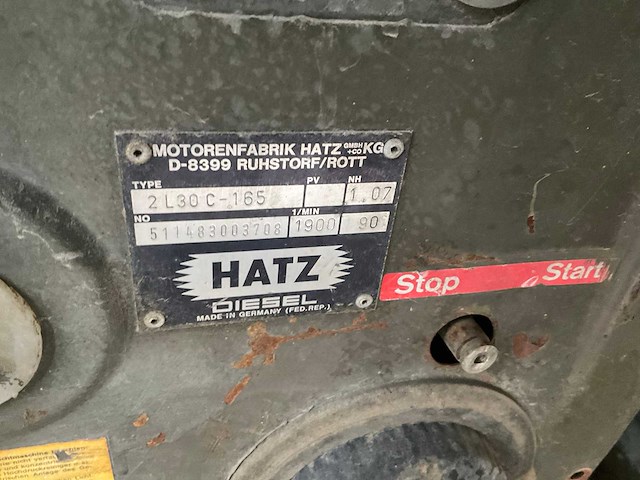 MOTORENFABRIK HATZ GMBH +CO KG
D-8399 RUHSTORF/ROTT
TYPE PV NH
2L30C-165 1.07
NO 1/MIN
511483003708 1900 90
HATZ
DIESEL
MADE IN GERMANY (FED.REP.)
Stop Start